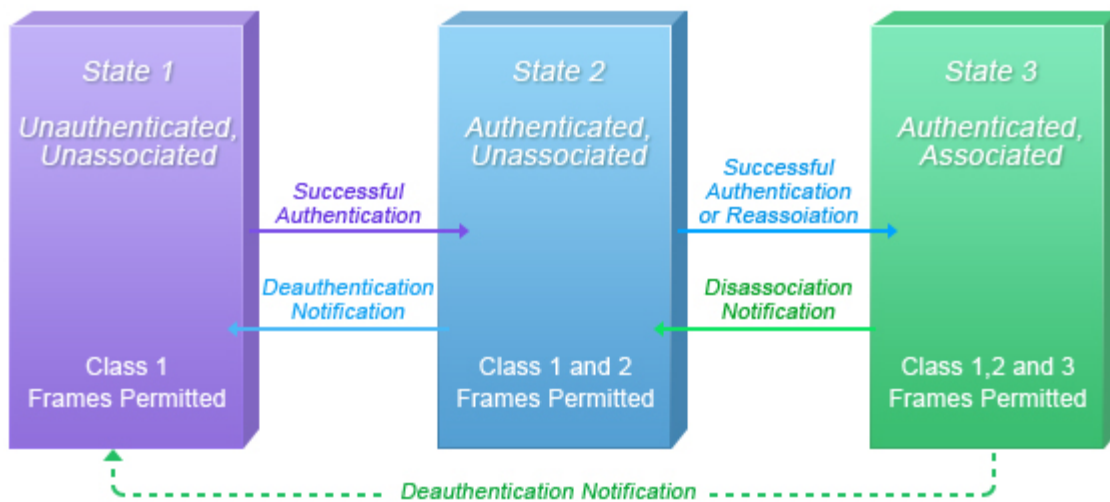 State 1
Unauthenticated,
Unassociated
Class 1
Frames Permitted
Successful
Authentication
Deauthentication
Notification
State 2
Authenticated,
Unassociated
Class 1 and 2
Frames Permitted
Successful
Authentication
or Reassoiation
Disassociation
Notification
State 3
Authenticated,
Associated
Class 1,2 and 3
Frames Permitted
Deauthentication Notification